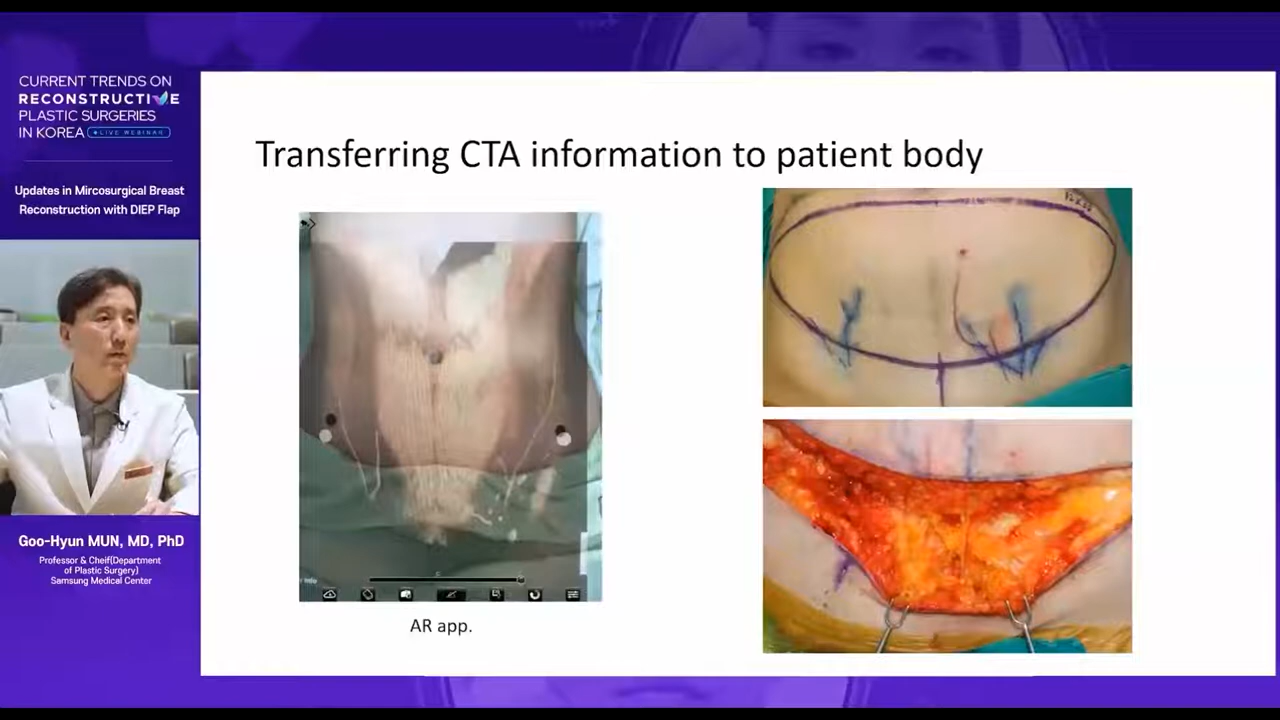 CURRENT TRENDS ON
RECONSTRUCTIVE
PLASTIC SURGERIES
IN KOREA LIVE WEBINAR
Updates in Mircosurgical Breast
Reconstruction with DIEP Flap
Goo-Hyun MUN, MD, PhD
Professor & Cheif(Department
of Plastic Surgery)
Samsung Medical Center
Transferring CTA information to patient body
AR app.